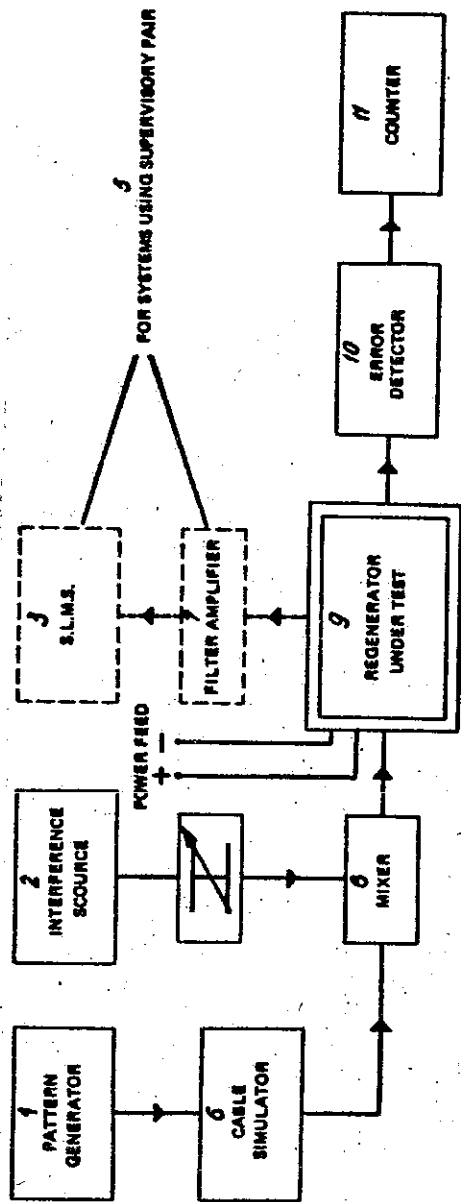 1
PATTERN
GENERATOR
2
INTERFERENCE
SCOURCE
3
S.L.M.S.
5
FOR SYSTEMS USING SUPERVISORY PAIR
POWER FEED
+ −
FILTER AMPLIFIER
6
CABLE
SIMULATOR
8
MIXER
9
REGENERATOR
UNDER TEST
10
ERROR
DETECTOR
11
COUNTER